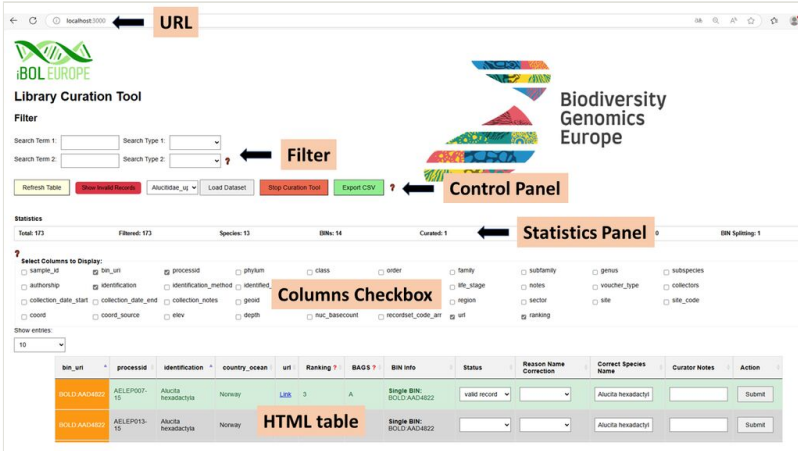 localhost:3000
URL
iBOL EUROPE
Library Curation Tool
Biodiversity
Genomics
Europe
Filter
Search Term 1:
Search Type 1:
Search Term 2:
Search Type 2:
?
Filter
Refresh Table
Show Invalid Records
Alucitidae_up
Load Dataset
Stop Curation Tool
Export CSV
?
Control Panel
Statistics
Total: 173
Filtered: 173
Species: 13
BINs: 14
Curated: 1
Statistics Panel
0
BIN Splitting: 1
?
Select Columns to Display:
sample_id bin_uri processid phylum class order family subfamily genus subspecies
authorship identification identification_method identified_ life_stage notes voucher_type collectors
Columns Checkbox
collection_date_start collection_date_end collection_notes geoid region sector site site_code
coord coord_source elev depth nuc_basecount recordset_code_arr url ranking
Show entries:
10
bin_uri processid identification country_ocean url Ranking ? BAGS ? BIN Info Status Reason Name Correction Correct Species Name Curator Notes Action
BOLD:AAD4822 AELEP007-15 Alucita hexadactyla Norway Link 3 A Single BIN: BOLD:AAD4822 valid record Alucita hexadactyl Submit
HTML table
BOLD:AAD4822 AELEP013-15 Alucita hexadactyla Norway Single BIN: BOLD:AAD4822 Alucita hexadactyl Submit